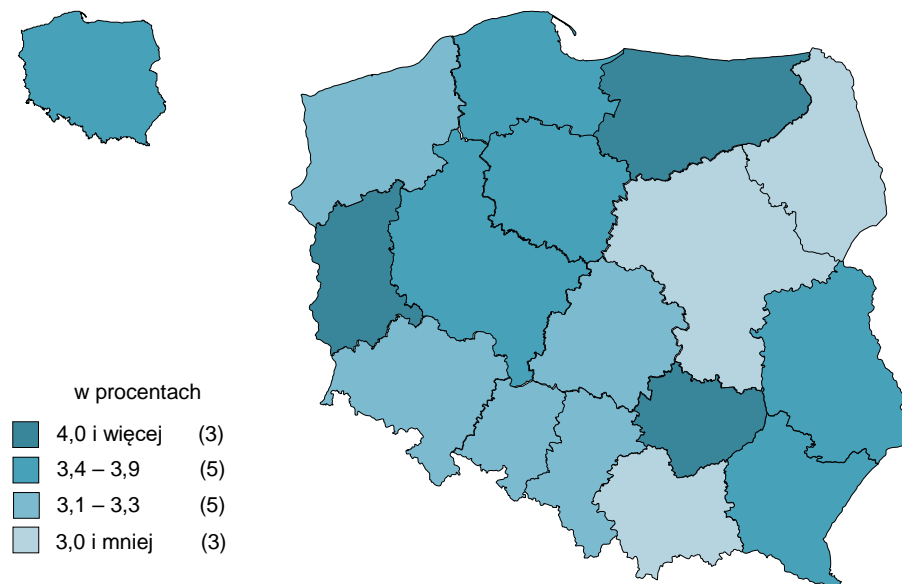 w procentach
4,0 i więcej (3)
3,4 – 3,9 (5)
3,1 – 3,3 (5)
3,0 i mniej (3)